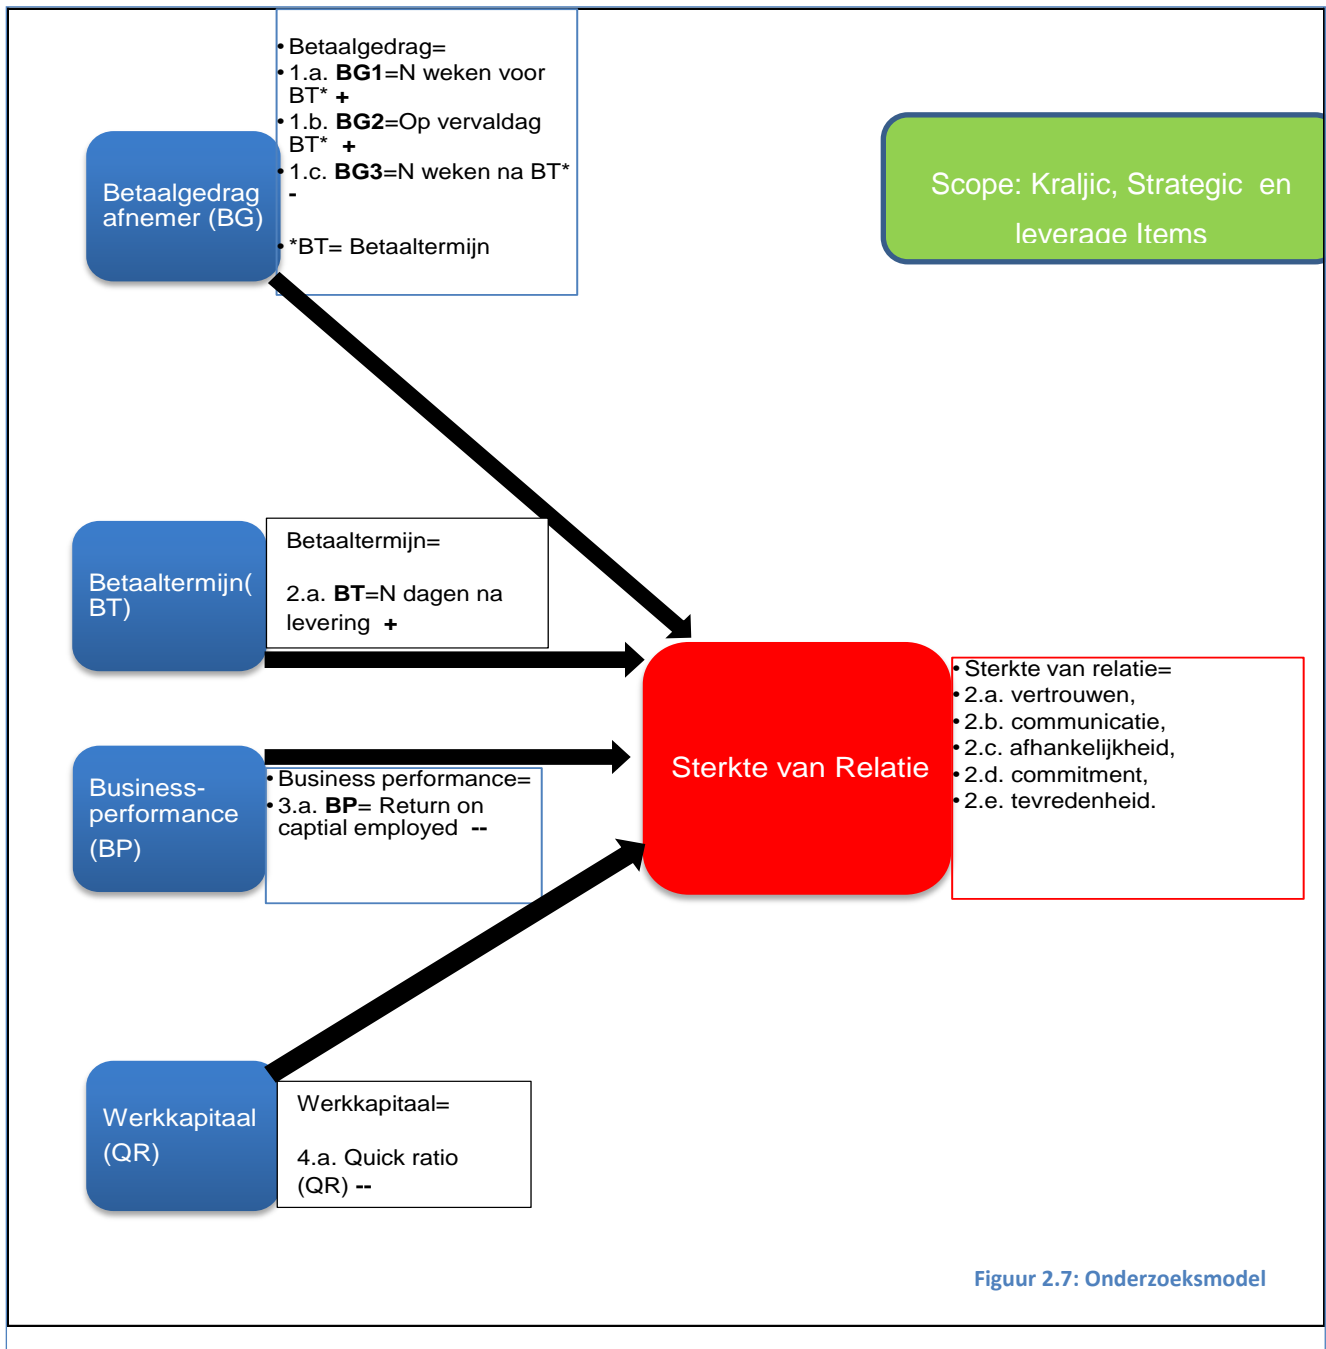 • Betaalgedrag=
• 1.a. BG1=N weken voor
BT* +
• 1.b. BG2=Op vervaldag
BT* +
• 1.c. BG3=N weken na BT*
-
• *BT= Betaaltermijn
Betaalgedrag
afnemer (BG)
Scope: Kraljic, Strategic en
leverage Items
Betaaltermijn(
BT)
Betaaltermijn=
2.a. BT=N dagen na
levering +
Business-
performance
(BP)
• Business performance=
• 3.a. BP= Return on
captial employed --
Sterkte van Relatie
• Sterkte van relatie=
• 2.a. vertrouwen,
• 2.b. communicatie,
• 2.c. afhankelijkheid,
• 2.d. commitment,
• 2.e. tevredenheid.
Werkkapitaal
(QR)
Werkkapitaal=
4.a. Quick ratio
(QR) --
Figuur 2.7: Onderzoeksmodel